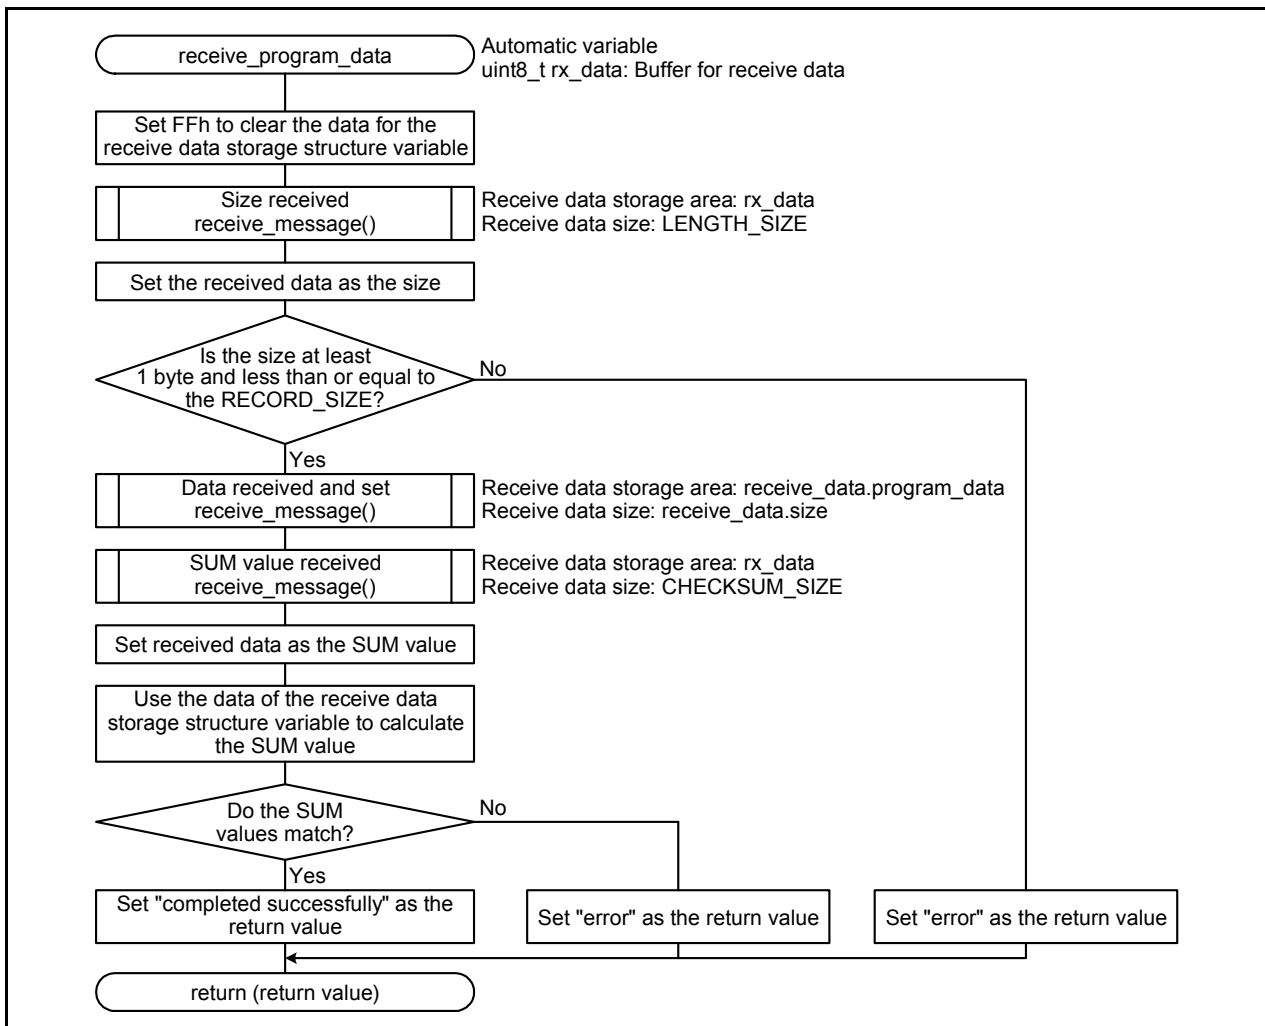 receive_program_data
Automatic variable
uint8_t rx_data: Buffer for receive data
Set FFh to clear the data for the
receive data storage structure variable
Size received
receive_message()
Receive data storage area: rx_data
Receive data size: LENGTH_SIZE
Set the received data as the size
Is the size at least
1 byte and less than or equal to
the RECORD_SIZE?
No
Yes
Data received and set
receive_message()
Receive data storage area: receive_data.program_data
Receive data size: receive_data.size
SUM value received
receive_message()
Receive data storage area: rx_data
Receive data size: CHECKSUM_SIZE
Set received data as the SUM value
Use the data of the receive data
storage structure variable to calculate
the SUM value
Do the SUM
values match?
No
Yes
Set "completed successfully" as the
return value
Set "error" as the return value
Set "error" as the return value
return (return value)